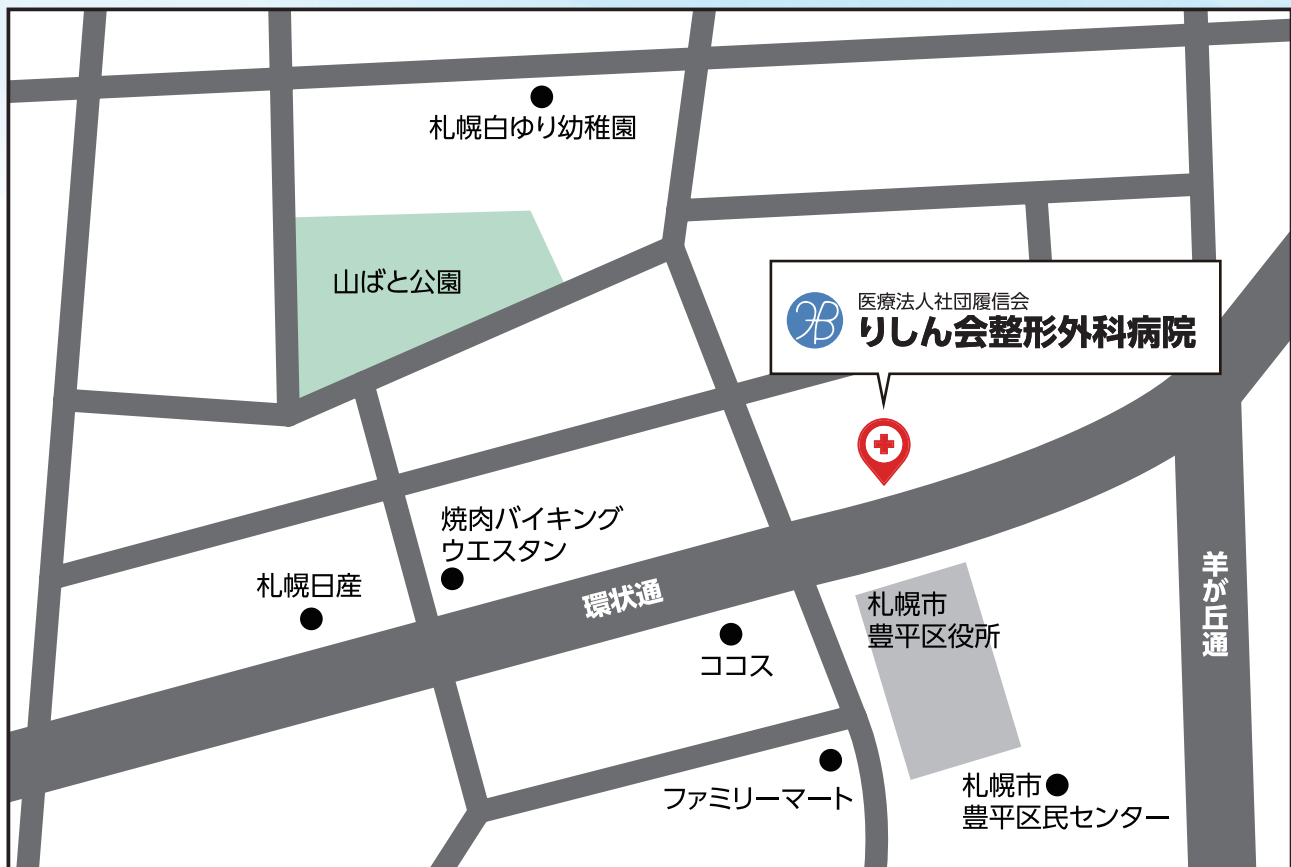 札幌白ゆり幼稚園
山ばと公園
医療法人社団履信会
りしん会整形外科病院
焼肉バイキング
ウエスタン
札幌日産
環状通
羊が丘通
札幌市
豊平区役所
ココス
ファミリーマート
札幌市
豊平区民センター